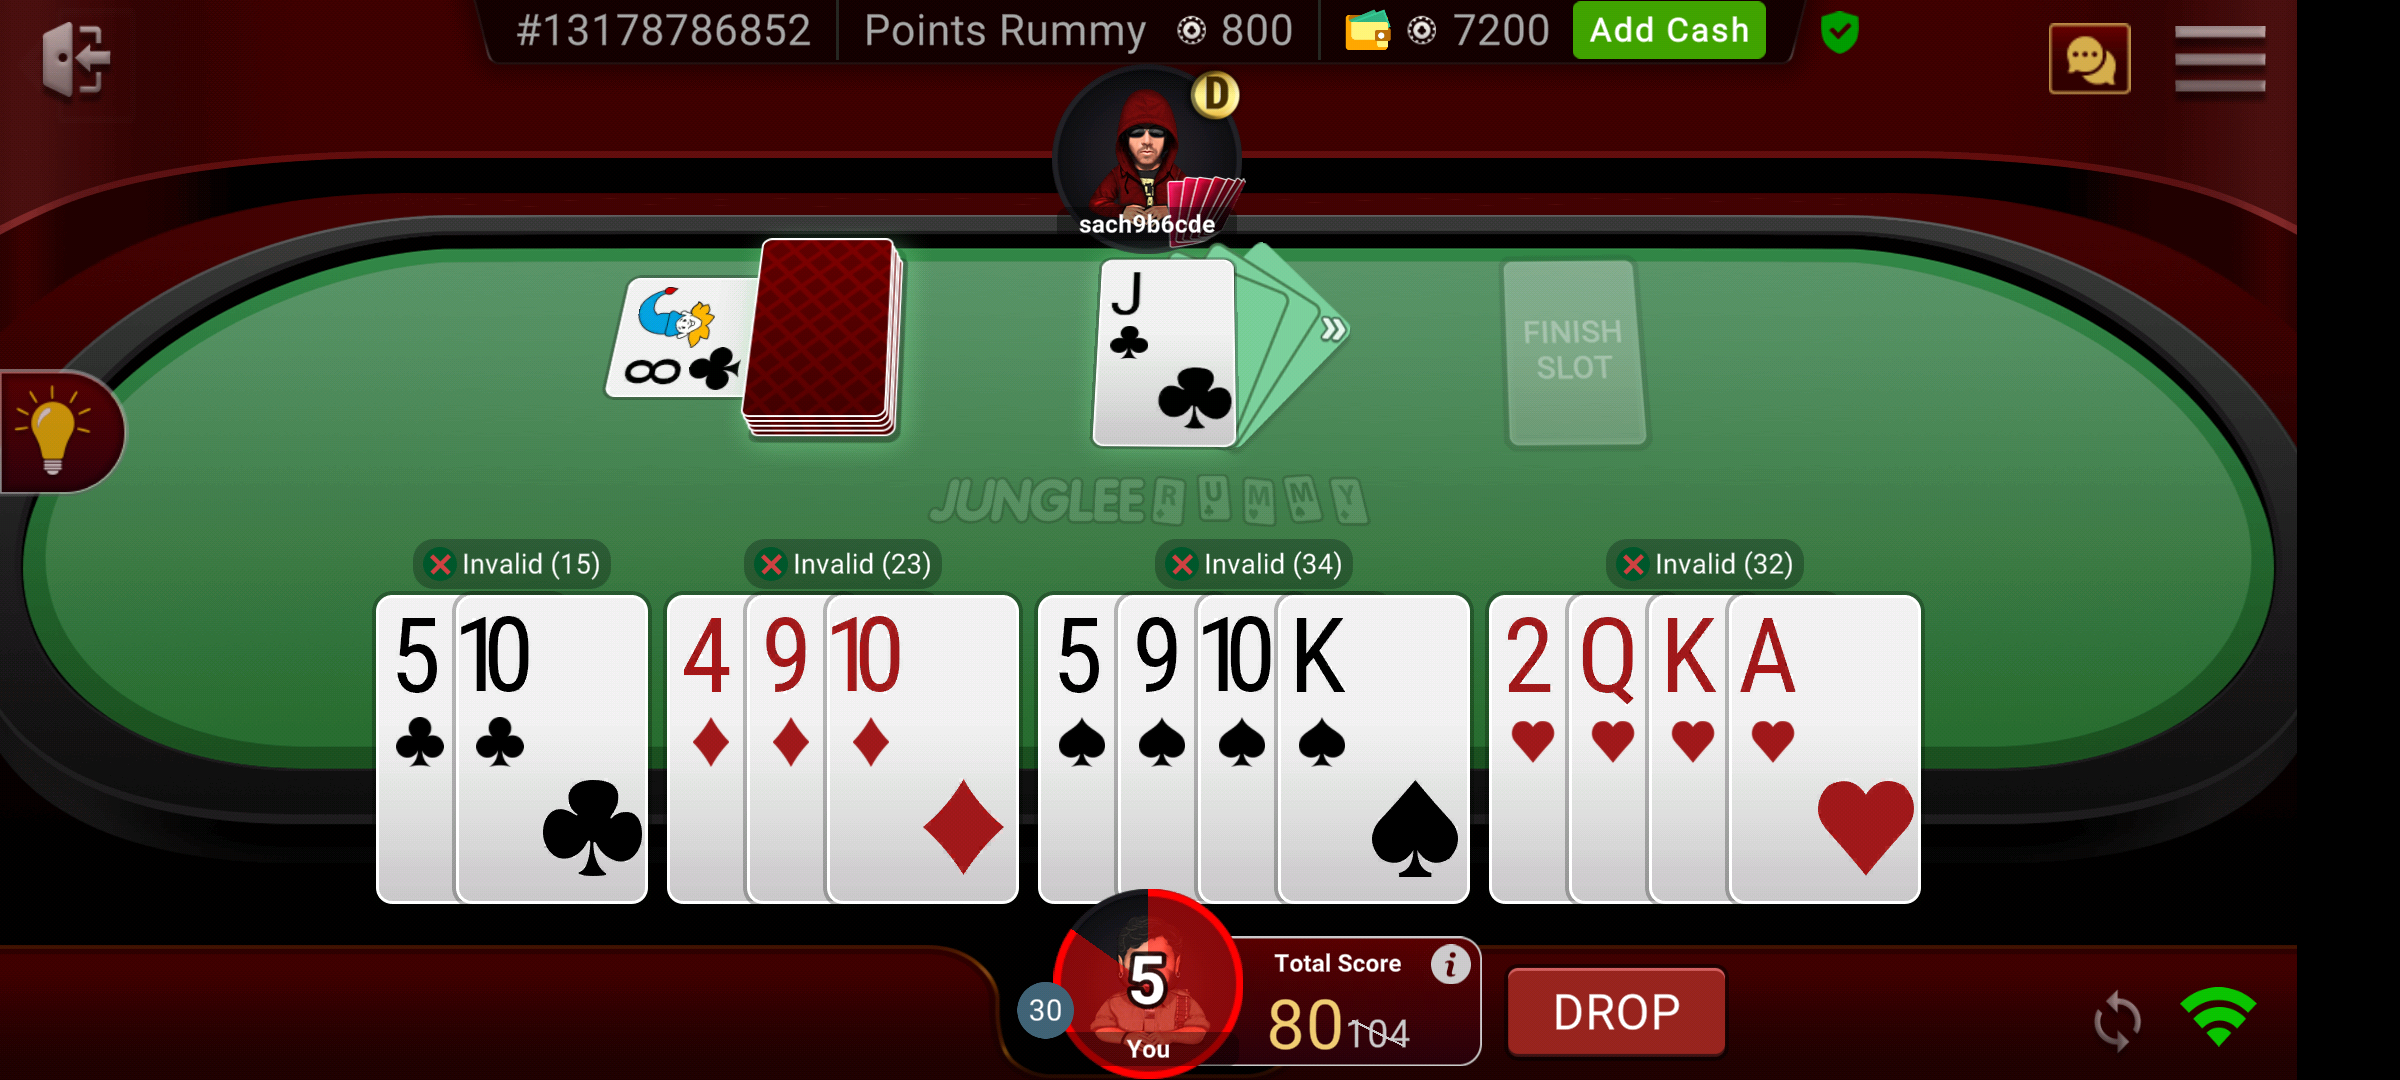 #13178786852 Points Rummy 800 7200 Add Cash
D
sach9b6cde
8
J
FINISH
SLOT
JUNGLEE RUMMY
Invalid (15) Invalid (23) Invalid (34) Invalid (32)
5 10 4 9 10 5 9 10 K 2 Q K A
Total Score i
5
30
80 104
DROP
You